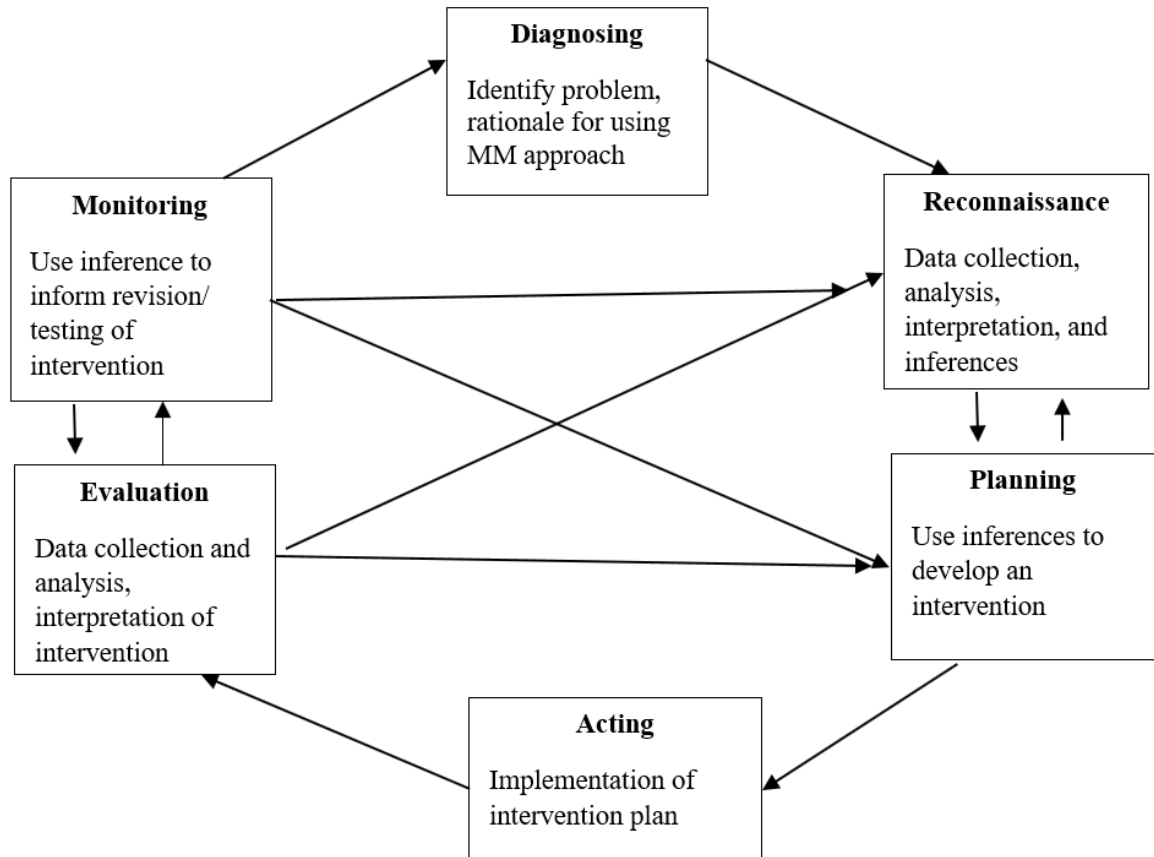 Diagnosing
Identify problem,
rationale for using
MM approach
Monitoring
Use inference to
inform revision/
testing of
intervention
Reconnaissance
Data collection,
analysis,
interpretation, and
inferences
Evaluation
Data collection and
analysis,
interpretation of
intervention
Planning
Use inferences to
develop an
intervention
Acting
Implementation of
intervention plan